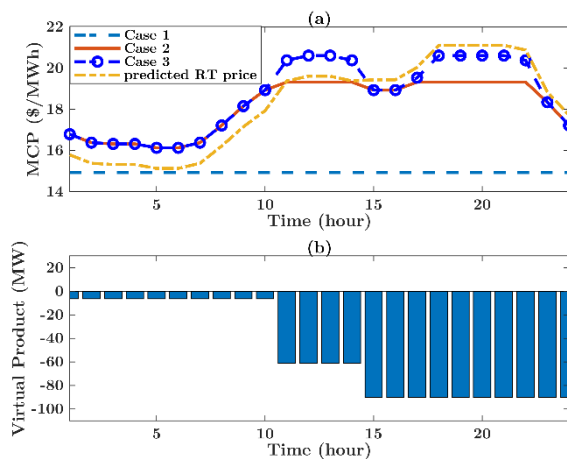 (a)
Case 1
Case 2
Case 3
predicted RT price
22
20
18
16
14
MCP ($/MWh)
5
10
15
20
Time (hour)
(b)
20
0
-20
-40
-60
-80
-100
Virtual Product (MW)
5
10
15
20
Time (hour)